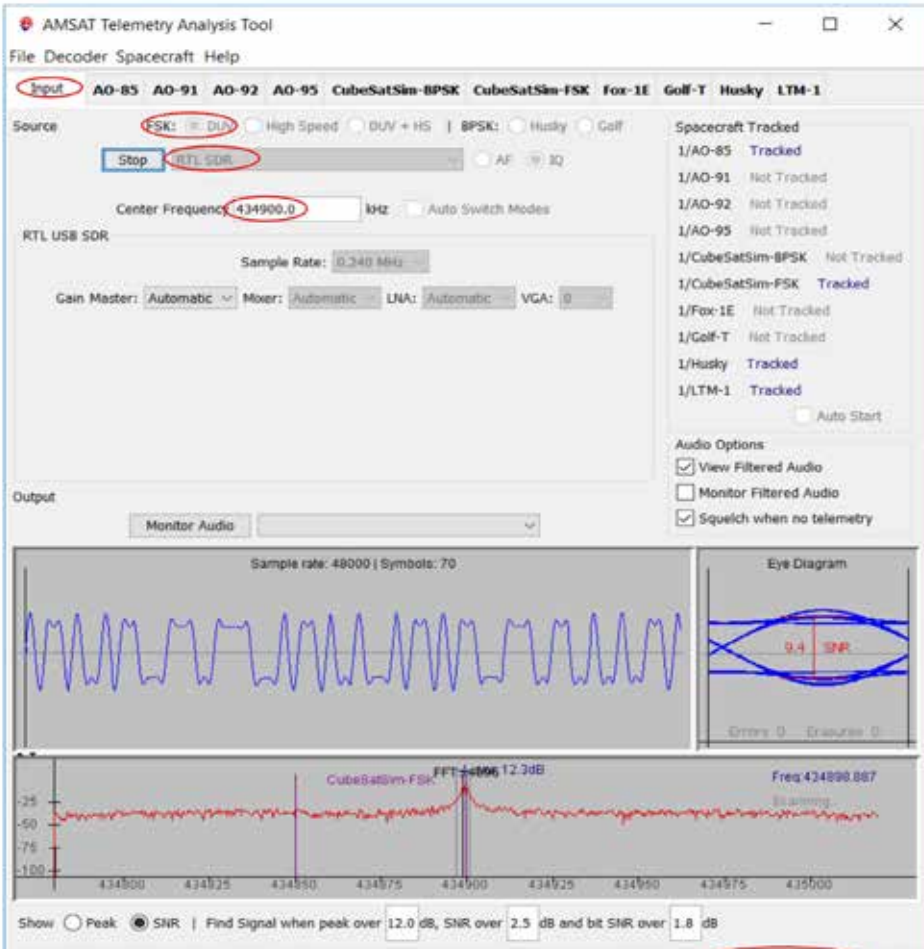 AMSAT Telemetry Analysis Tool
File Decoder Spacecraft Help
Input AO-85 AO-91 AO-92 AO-95 CubeSatSim-BPSK CubeSatSim-FSK Fox-1E Golf-T Husky LTM-1
Source FSK: DUV High Speed DUV + HS | BPSK: Husky Golf
Stop RTL SDR AF IQ
Center Frequency 434900.0 kHz Auto Switch Modes
RTL USB SDR
Sample Rate: 0.240 MHz
Gain Master: Automatic Mixer: Automatic LNA: Automatic VGA: 0
Spacecraft Tracked
1/AO-85 Tracked
1/AO-91 Not Tracked
1/AO-92 Not Tracked
1/AO-95 Not Tracked
1/CubeSatSim-BPSK Not Tracked
1/CubeSatSim-FSK Tracked
1/Fox-1E Not Tracked
1/Golf-T Not Tracked
1/Husky Tracked
1/LTM-1 Tracked
Auto Start
Audio Options
View Filtered Audio
Monitor Filtered Audio
Squelch when no telemetry
Output
Monitor Audio
Sample rate: 48000 | Symbols: 70
Eye Diagram
9.4 SNR
Errors 0 Erasures 0
CubeSatSim-FSK 12.3dB Freq:434898.887
Scanning
-25
-50
-75
-100
434800 434825 434850 434875 434900 434925 434950 434975 435000
Show Peak SNR | Find Signal when peak over 12.0 dB, SNR over 2.5 dB and bit SNR over 1.8 dB